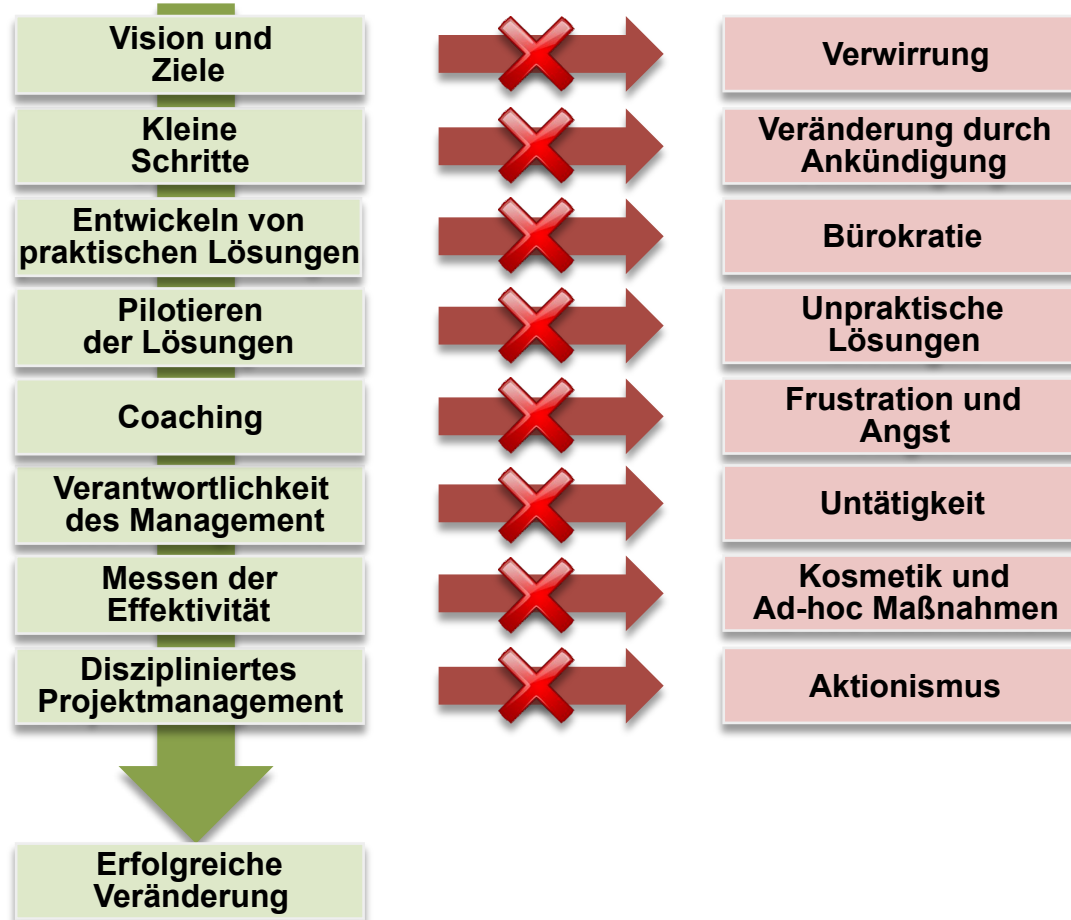 Vision und
Ziele
Verwirrung
Kleine
Schritte
Veränderung durch
Ankündigung
Entwickeln von
praktischen Lösungen
Bürokratie
Pilotieren
der Lösungen
Unpraktische
Lösungen
Coaching
Frustration und
Angst
Verantwortlichkeit
des Management
Untätigkeit
Messen der
Effektivität
Kosmetik und
Ad-hoc Maßnahmen
Diszipliniertes
Projektmanagement
Aktionismus
Erfolgreiche
Veränderung